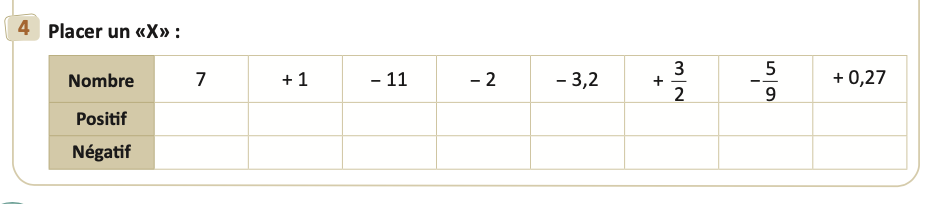 4 Placer un «X» :
Nombre 7 + 1 − 11 − 2 − 3,2 + 3/2 − 5/9 + 0,27
Positif
Négatif